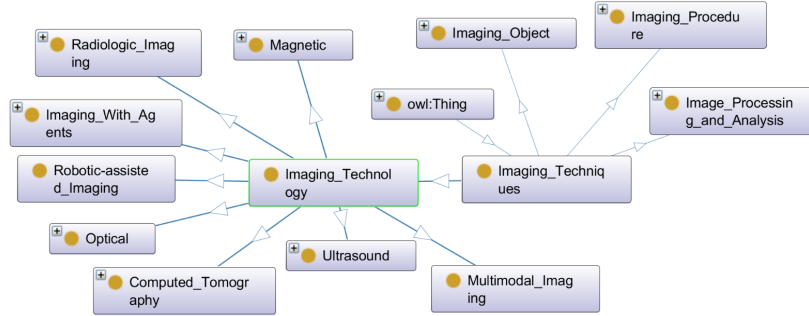 Radiologic_Imag
ing
Magnetic
Imaging_Object
Imaging_Procedu
re
Imaging_With_Ag
ents
owl:Thing
Image_Processin
g_and_Analysis
Robotic-assiste
d_Imaging
Imaging_Technol
ogy
Imaging_Techniq
ues
Optical
Ultrasound
Computed_Tomogr
aphy
Multimodal_Imag
ing